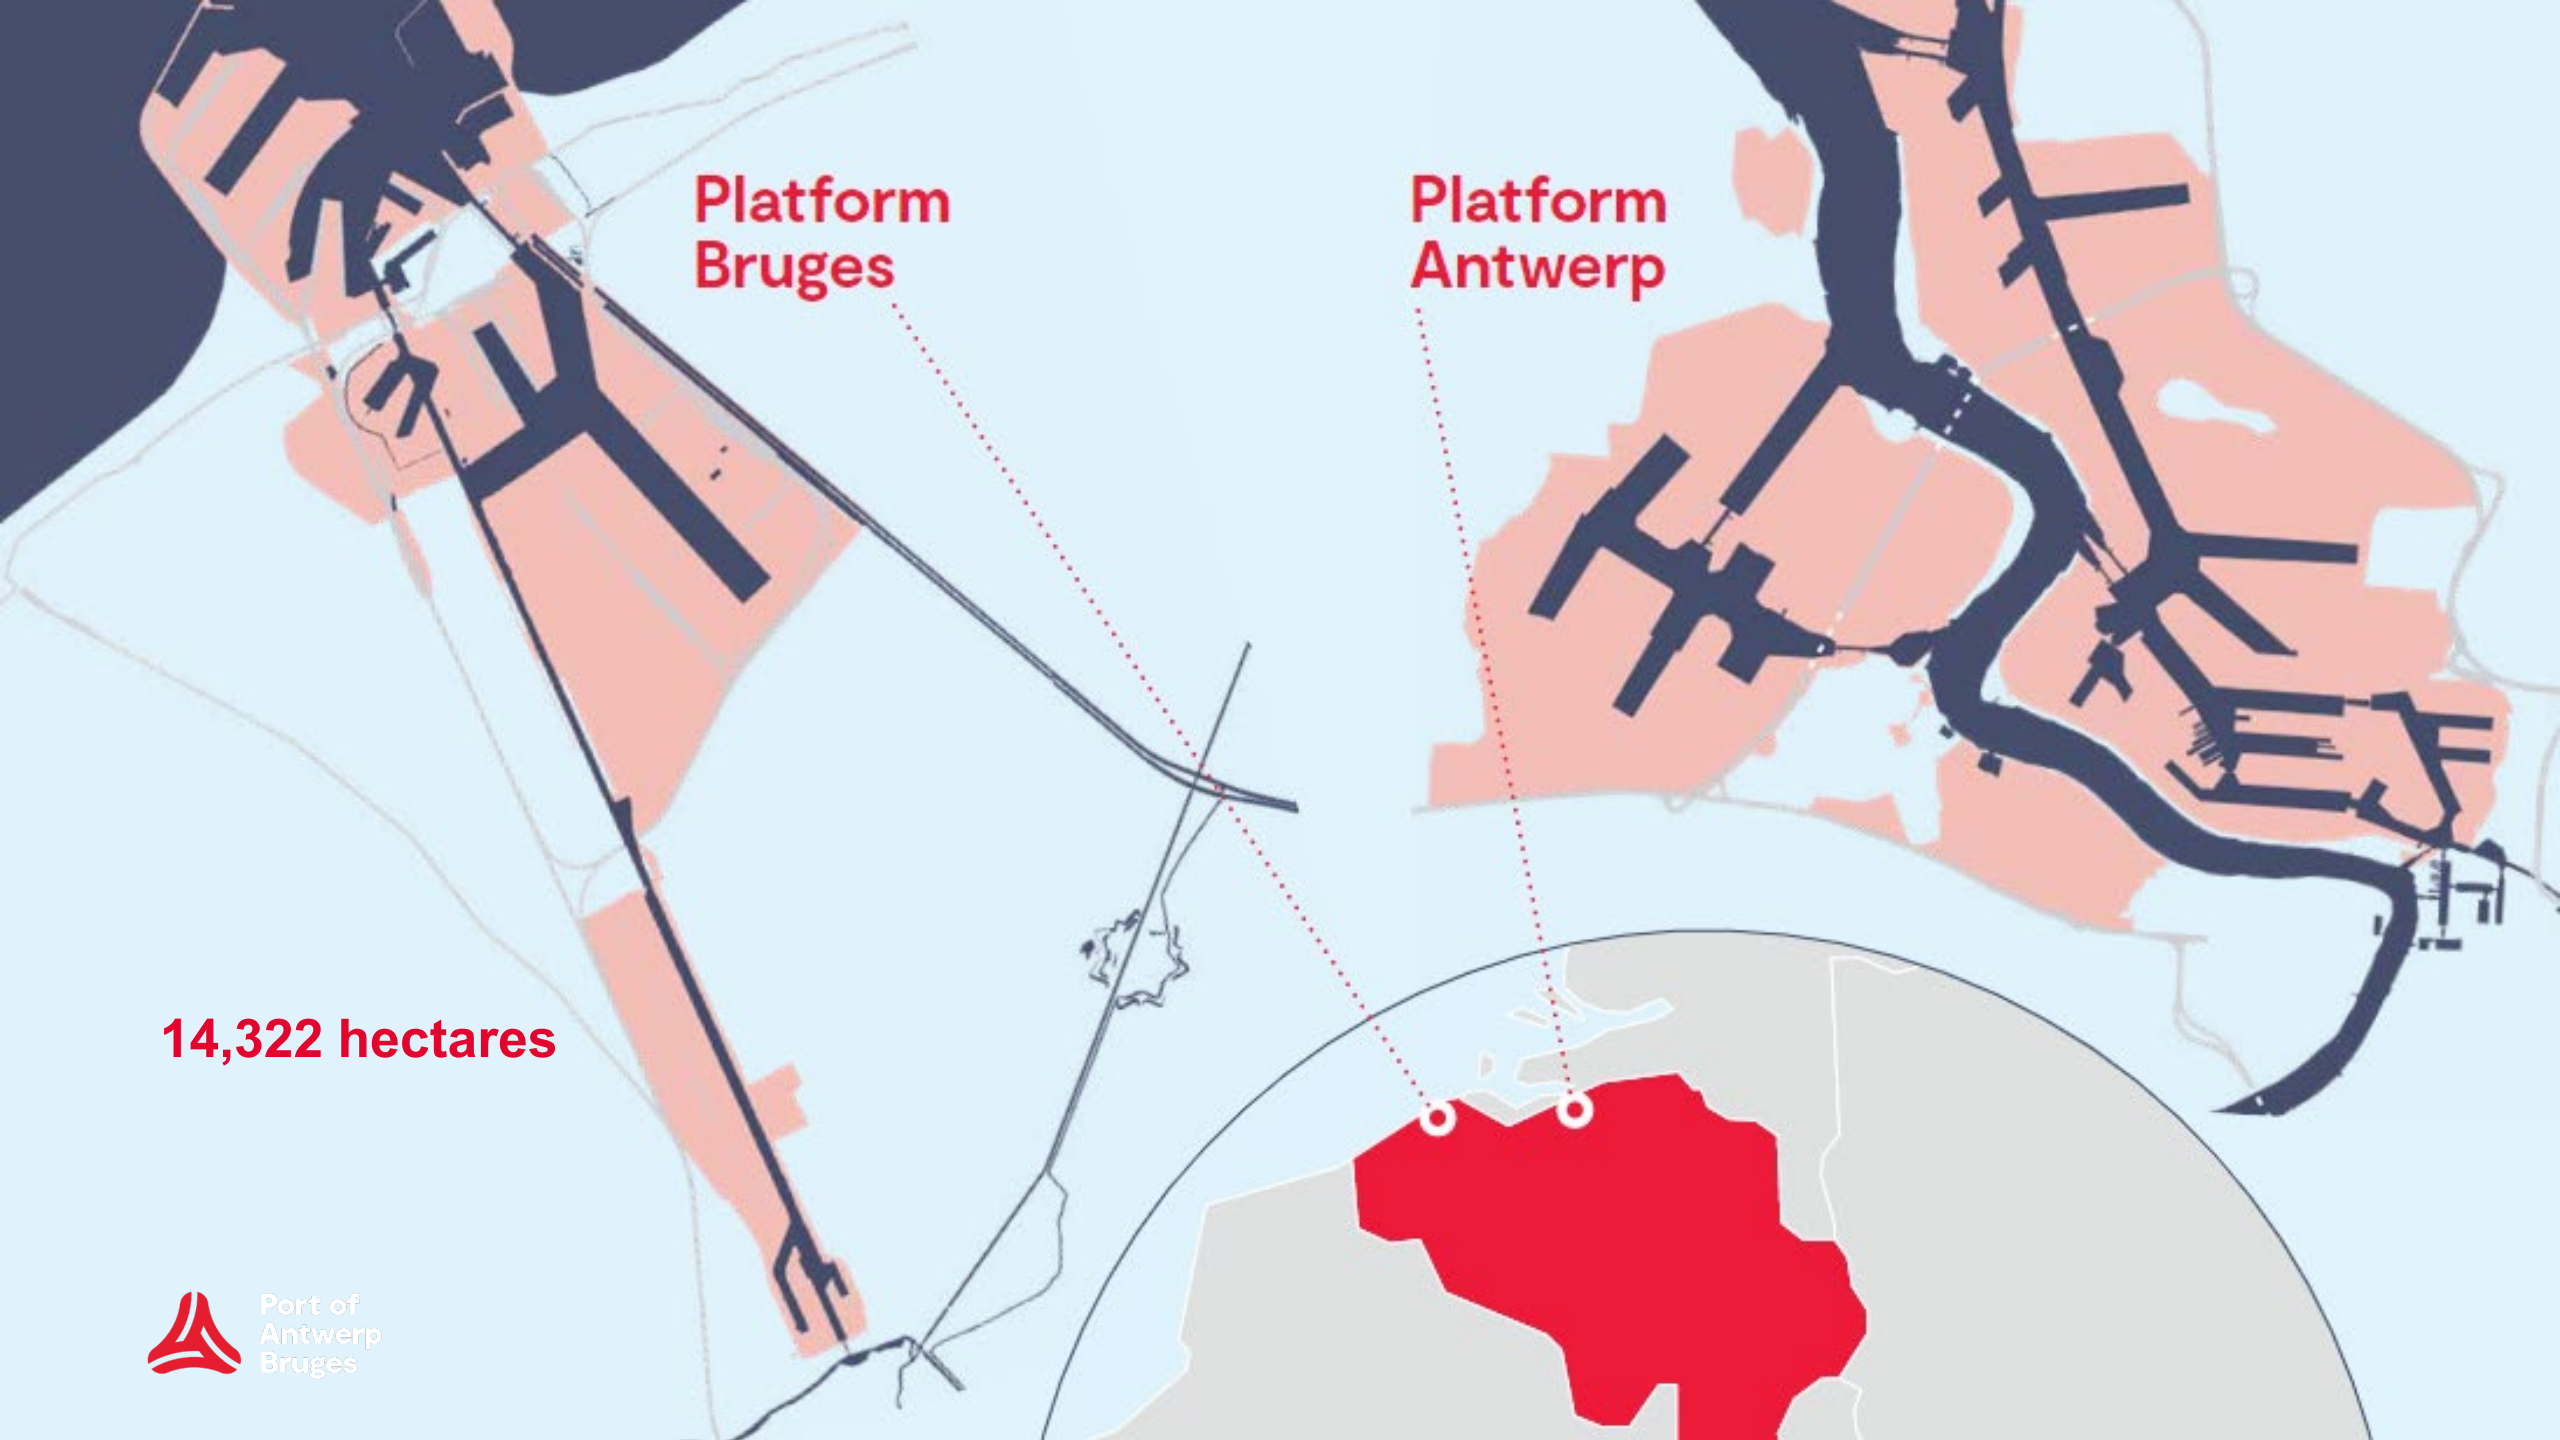 Platform
Bruges
Platform
Antwerp
14,322 hectares
Port of
Antwerp
Bruges